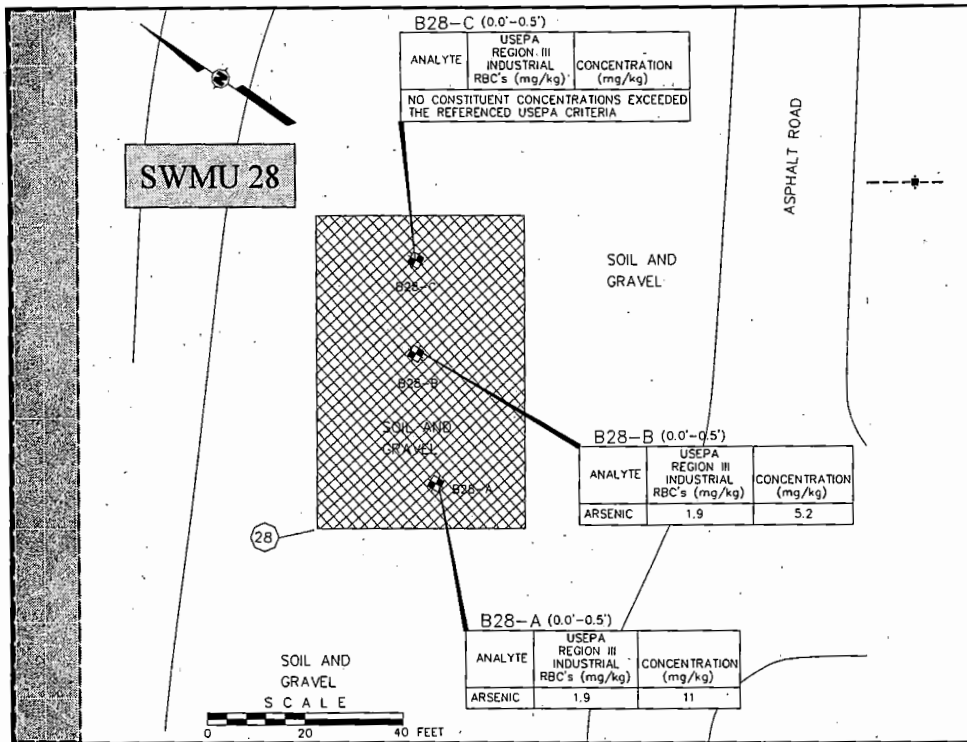 B28-C (0.0'-0.5')
ANALYTE
USEPA
REGION III
INDUSTRIAL
RBC's (mg/kg)
CONCENTRATION
(mg/kg)
NO CONSTITUENT CONCENTRATIONS EXCEEDED
THE REFERENCED USEPA CRITERIA
N
SWMU 28
ASPHALT ROAD
SOIL AND
GRAVEL
B28-C
B28-B
SOIL AND
GRAVEL
B28-A
28
B28-B (0.0'-0.5')
ANALYTE
USEPA
REGION III
INDUSTRIAL
RBC's (mg/kg)
CONCENTRATION
(mg/kg)
ARSENIC 1.9 5.2
B28-A (0.0'-0.5')
ANALYTE
USEPA
REGION III
INDUSTRIAL
RBC's (mg/kg)
CONCENTRATION
(mg/kg)
ARSENIC 1.9 11
SOIL AND
GRAVEL
SCALE
0 20 40 FEET